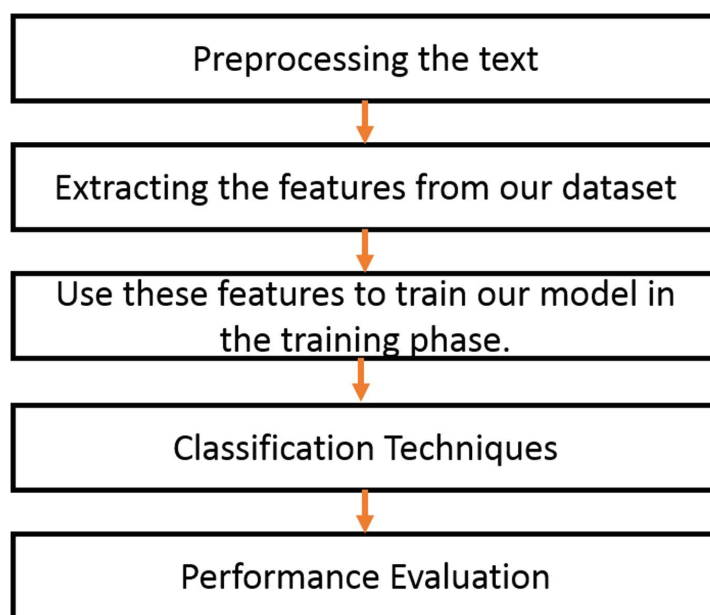 Preprocessing the text
Extracting the features from our dataset
Use these features to train our model in
the training phase.
Classification Techniques
Performance Evaluation